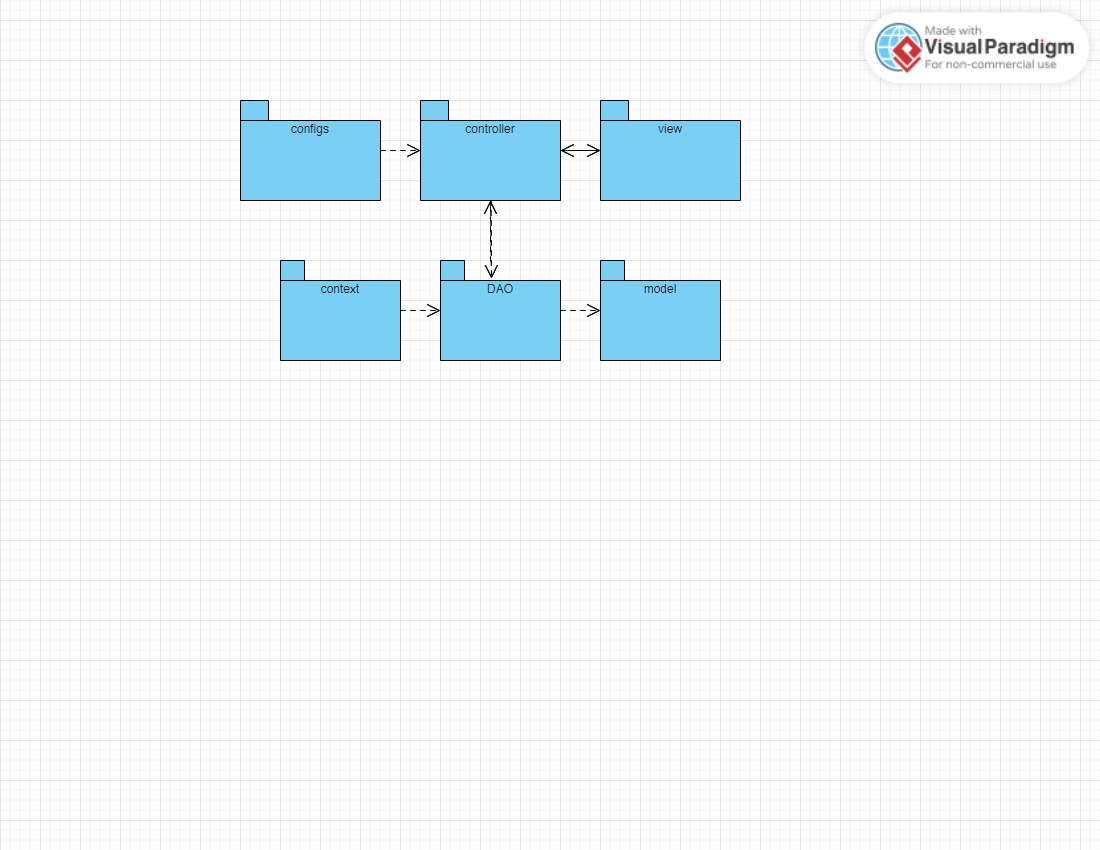 Made with
Visual Paradigm
For non-commercial use
configs
controller
view
context
DAO
model